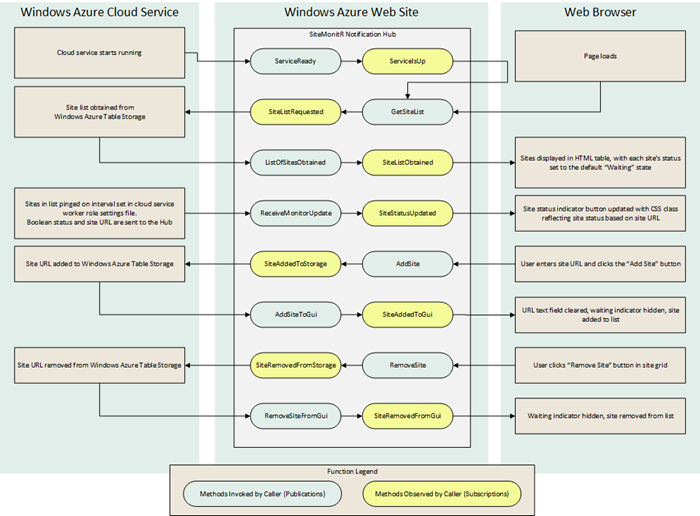 Windows Azure Cloud Service
Windows Azure Web Site
Web Browser
SiteMonitR Notification Hub
Cloud service starts running
ServiceReady
ServiceIsUp
Page loads
Site list obtained from
Windows Azure Table Storage
SiteListRequested
GetSiteList
ListOfSitesObtained
SiteListObtained
Sites displayed in HTML table, with each site's status
set to the default "Waiting" state
Sites in list pinged on interval set in cloud service
worker role settings file.
Boolean status and site URL are sent to the Hub
ReceiveMonitorUpdate
SiteStatusUpdated
Site status indicator button updated with CSS class
reflecting site status based on site URL
Site URL added to Windows Azure Table Storage
SiteAddedToStorage
AddSite
User enters site URL and clicks the "Add Site" button
AddSiteToGui
SiteAddedToGui
URL text field cleared, waiting indicator hidden, site
added to list
Site URL removed from Windows Azure Table Storage
SiteRemovedFromStorage
RemoveSite
User clicks "Remove Site" button in site grid
RemoveSiteFromGui
SiteRemovedFromGui
Waiting indicator hidden, site removed from list
Function Legend
Methods Invoked by Caller (Publications)
Methods Observed by Caller (Subscriptions)